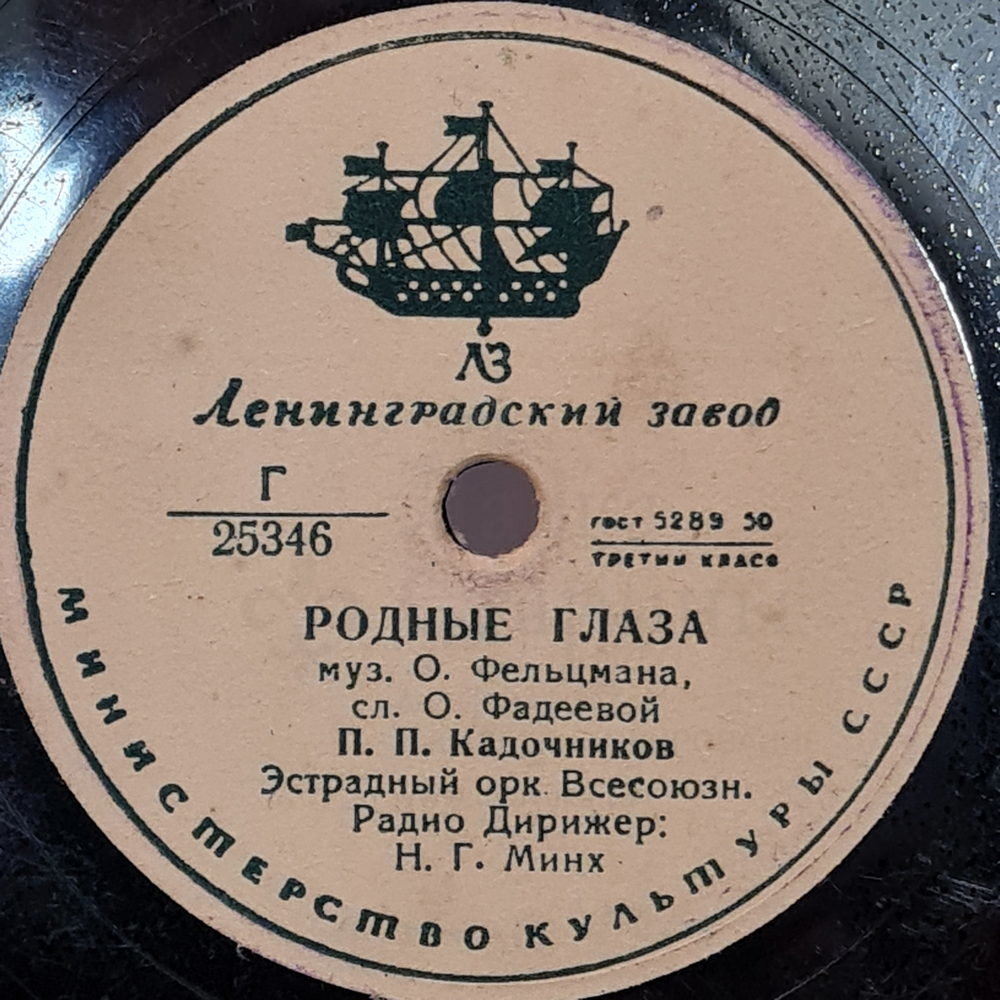 ЛЗ
Ленинградский завод
Г
25346
гост 5289 50
ТРЕТИЙ КЛАСС
РОДНЫЕ ГЛАЗА
муз. О. Фельцмана,
сл. О. Фадеевой
П. П. Кадочников
Эстрадный орк. Всесоюзн.
Радио Дирижер:
Н. Г. Минх
МИНИСТЕРСТВО КУЛЬТУРЫ СССР